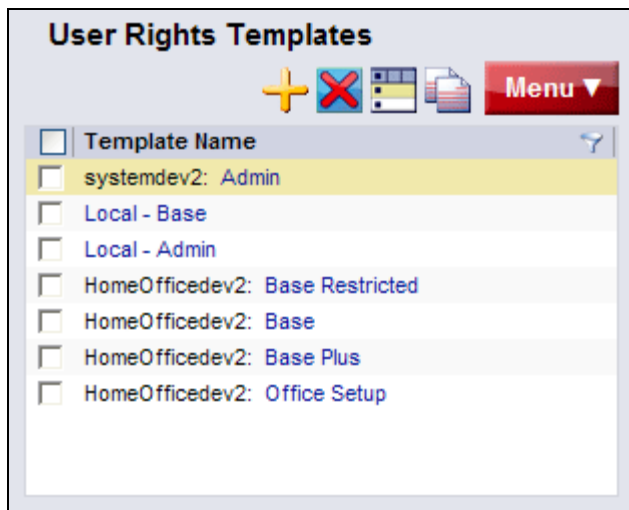 User Rights Templates
Menu ▼
Template Name
systemdev2: Admin
Local - Base
Local - Admin
HomeOfficedev2: Base Restricted
HomeOfficedev2: Base
HomeOfficedev2: Base Plus
HomeOfficedev2: Office Setup